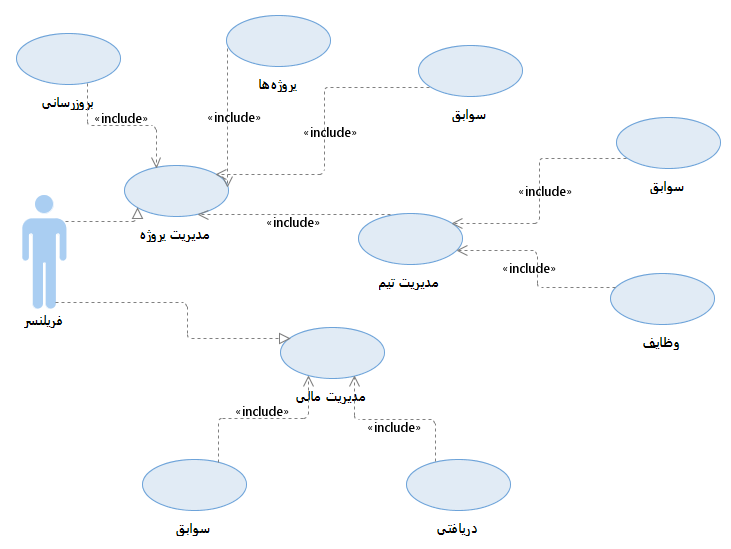 پروژه‌ها
بروزرسانی
سوابق
«include»
«include»
«include»
سوابق
«include»
مدیریت پروژه
«include»
«include»
مدیریت تیم
فریلنسر
وظایف
مدیریت مالی
«include»
«include»
سوابق
دریافتی